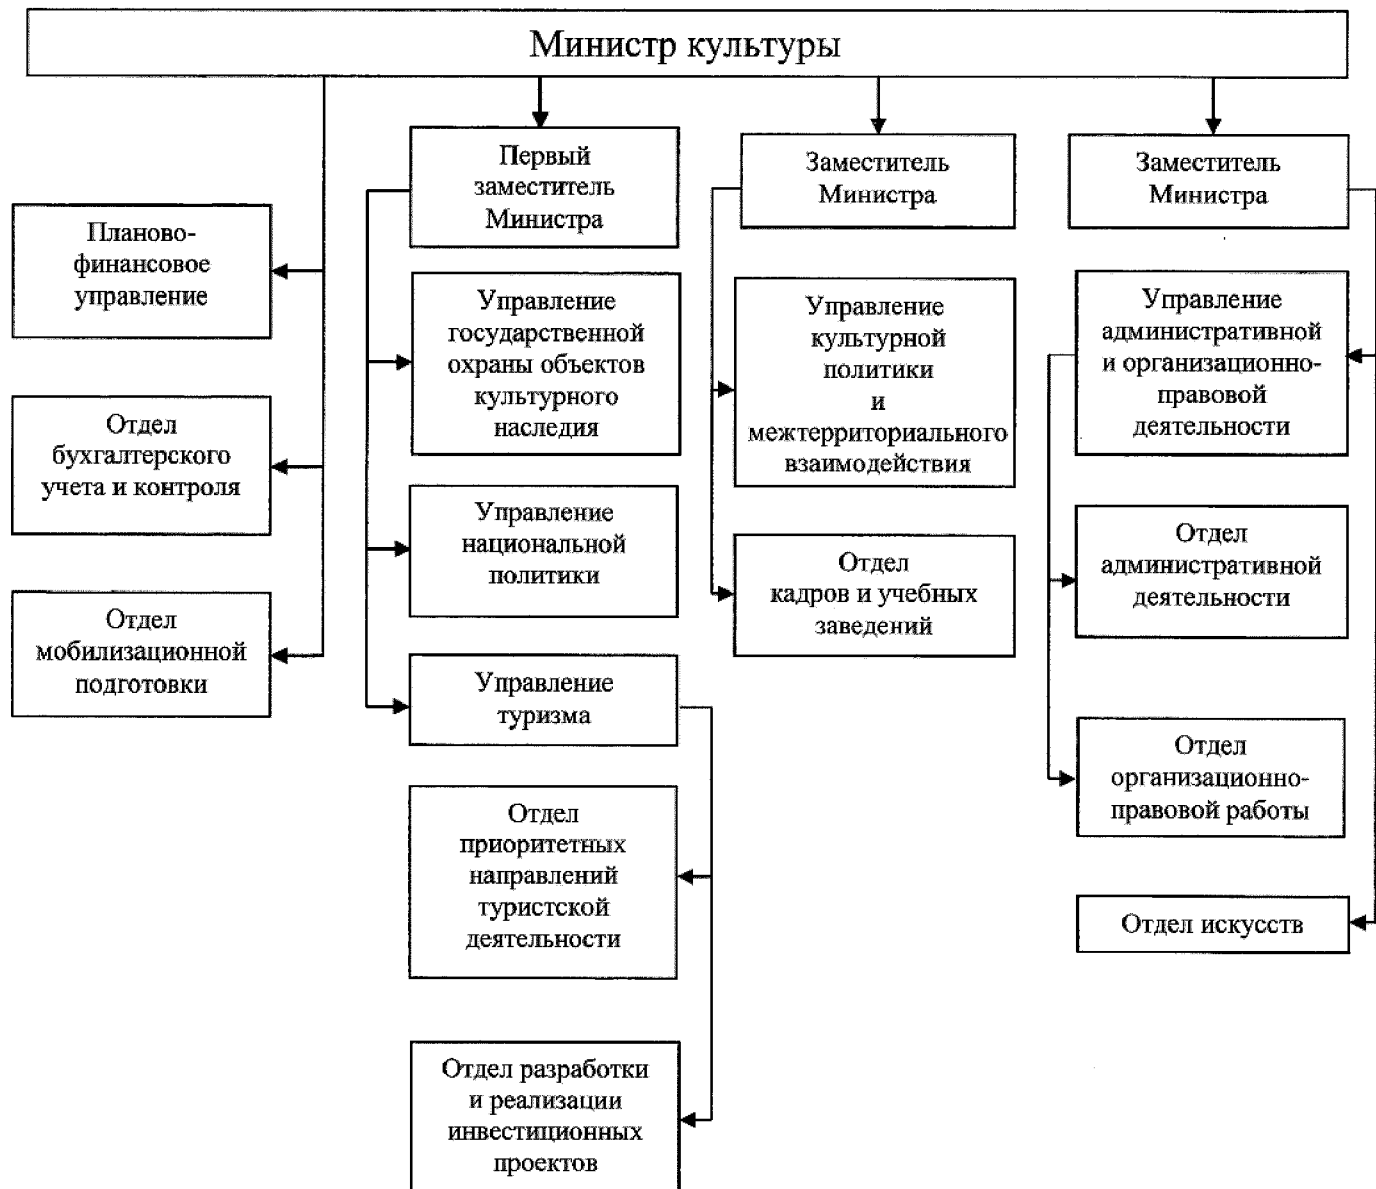 Министр культуры
Планово-
финансовое
управление
Отдел
бухгалтерского
учета и контроля
Отдел
мобилизационной
подготовки
Первый
заместитель
Министра
Управление
государственной
охраны объектов
культурного
наследия
Управление
национальной
политики
Управление
туризма
Отдел
приоритетных
направлений
туристской
деятельности
Отдел разработки
и реализации
инвестиционных
проектов
Заместитель
Министра
Управление
культурной
политики
и
межтерриториального
взаимодействия
Отдел
кадров и учебных
заведений
Заместитель
Министра
Управление
административной
и организационно-
правовой
деятельности
Отдел
административной
деятельности
Отдел
организационно-
правовой работы
Отдел искусств